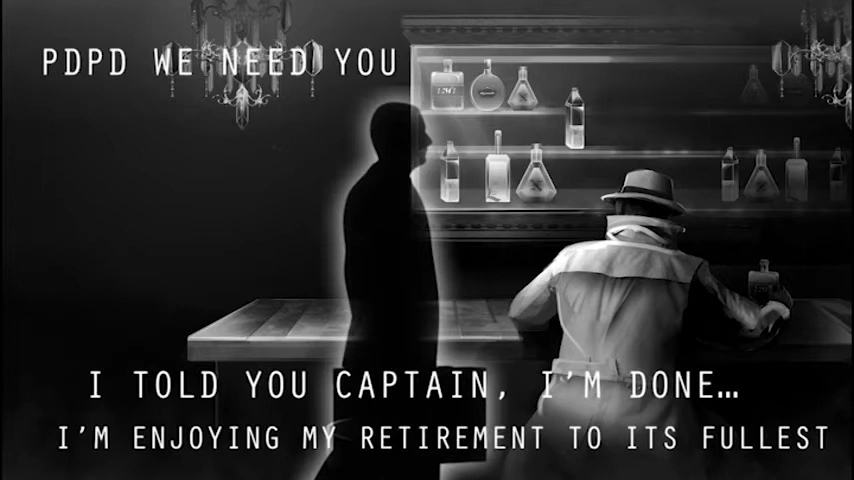 PDPD WE NEED YOU
I TOLD YOU CAPTAIN, I'M DONE…
I'M ENJOYING MY RETIREMENT TO ITS FULLEST